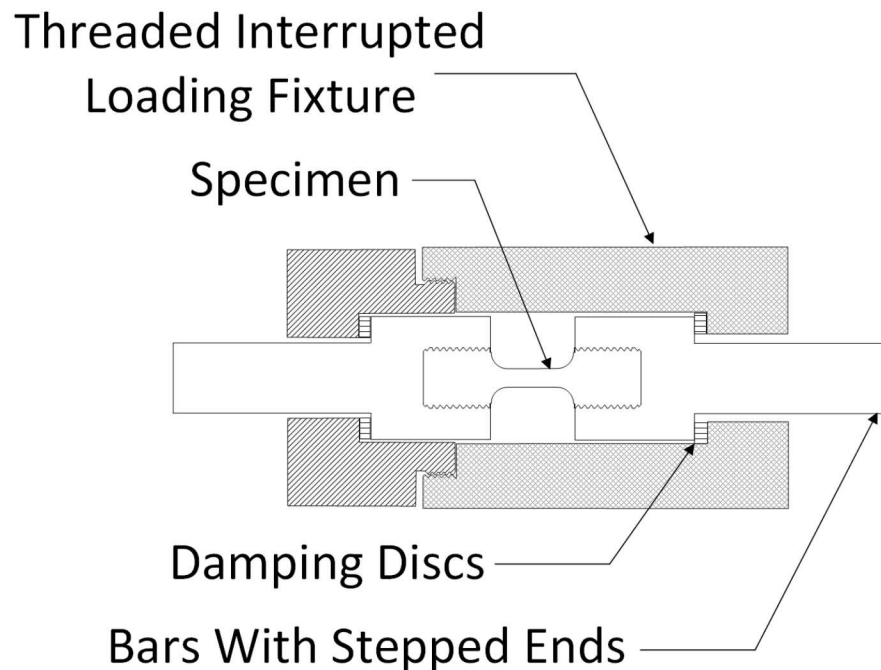 Threaded Interrupted
Loading Fixture
Specimen
Damping Discs
Bars With Stepped Ends